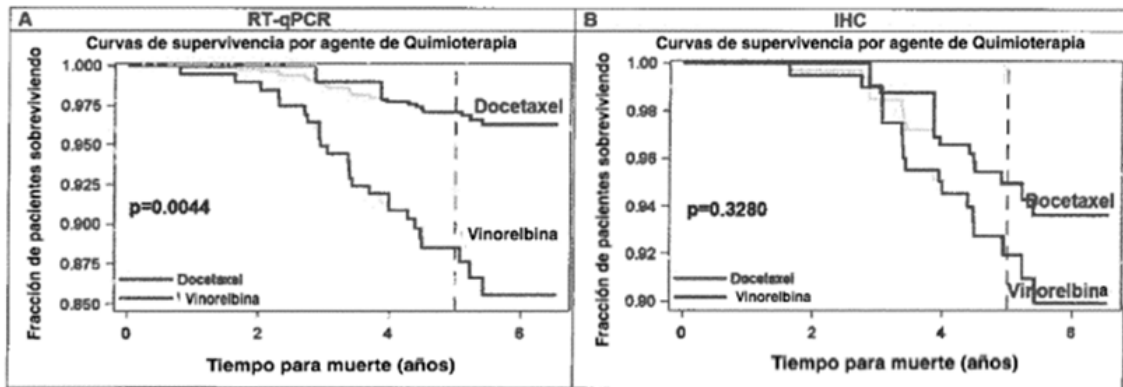 A RT-qPCR
Curvas de supervivencia por agente de Quimioterapia
Fracción de pacientes sobreviviendo
1.000
0.975
0.950
0.925
0.900
0.875
0.850
Docetaxel
p=0.0044
Vinorelbina
Docetaxel
Vinorelbina
0 2 4 6
Tiempo para muerte (años)
B IHC
Curvas de supervivencia por agente de Quimioterapia
Fracción de pacientes sobreviviendo
1.00
0.98
0.96
0.94
0.92
0.90
p=0.3280
Docetaxel
Docetaxel
Vinorelbina
Vinorelbina
0 2 4 6
Tiempo para muerte (años)